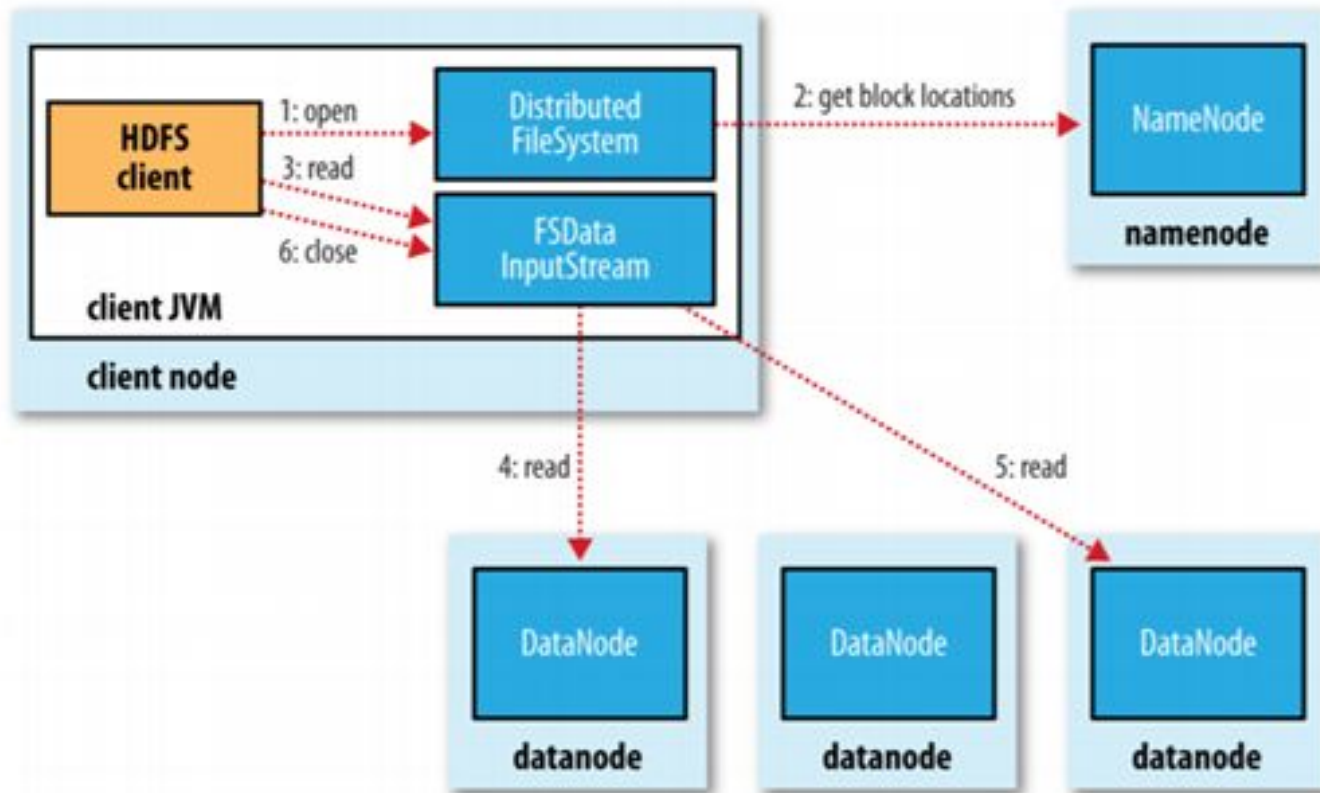 HDFS
client
1: open
3: read
6: close
Distributed
FileSystem
FSData
InputStream
client JVM
client node
2: get block locations
NameNode
namenode
4: read
5: read
DataNode
datanode
DataNode
datanode
DataNode
datanode